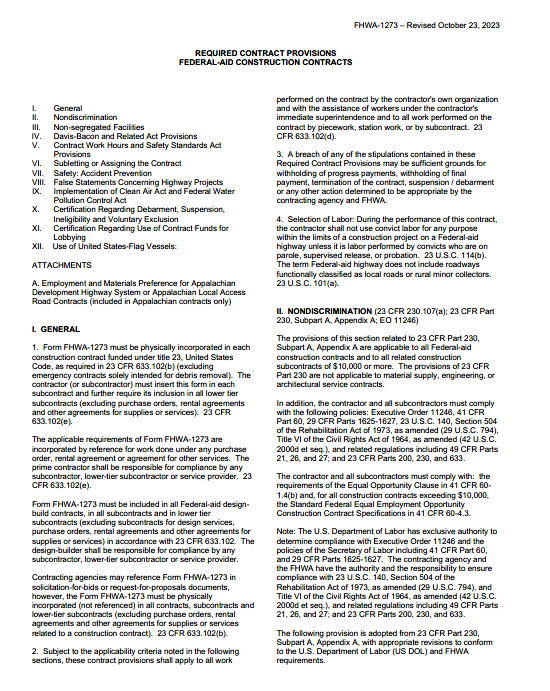 FHWA-1273 – Revised October 23, 2023
REQUIRED CONTRACT PROVISIONS
FEDERAL-AID CONSTRUCTION CONTRACTS
I. General
II. Nondiscrimination
III. Non-segregated Facilities
IV. Davis-Bacon and Related Act Provisions
V. Contract Work Hours and Safety Standards Act
Provisions
VI. Subletting or Assigning the Contract
VII. Safety: Accident Prevention
VIII. False Statements Concerning Highway Projects
IX. Implementation of Clean Air Act and Federal Water
Pollution Control Act
X. Certification Regarding Debarment, Suspension,
Ineligibility and Voluntary Exclusion
XI. Certification Regarding Use of Contract Funds for
Lobbying
XII. Use of United States-Flag Vessels:
ATTACHMENTS
A. Employment and Materials Preference for Appalachian
Development Highway System or Appalachian Local Access
Road Contracts (included in Appalachian contracts only)
I. GENERAL
1. Form FHWA-1273 must be physically incorporated in each
construction contract funded under title 23, United States
Code, as required in 23 CFR 633.102(b) (excluding
emergency contracts solely intended for debris removal). The
contractor (or subcontractor) must insert this form in each
subcontract and further require its inclusion in all lower tier
subcontracts (excluding purchase orders, rental agreements
and other agreements for supplies or services). 23 CFR
633.102(e).
The applicable requirements of Form FHWA-1273 are
incorporated by reference for work done under any purchase
order, rental agreement or agreement for other services. The
prime contractor shall be responsible for compliance by any
subcontractor, lower-tier subcontractor or service provider. 23
CFR 633.102(e).
Form FHWA-1273 must be included in all Federal-aid design-
build contracts, in all subcontracts and in lower tier
subcontracts (excluding subcontracts for design services,
purchase orders, rental agreements and other agreements for
supplies or services) in accordance with 23 CFR 633.102. The
design-builder shall be responsible for compliance by any
subcontractor, lower-tier subcontractor or service provider.
Contracting agencies may reference Form FHWA-1273 in
solicitation-for-bids or request-for-proposals documents,
however, the Form FHWA-1273 must be physically
incorporated (not referenced) in all contracts, subcontracts and
lower-tier subcontracts (excluding purchase orders, rental
agreements and other agreements for supplies or services
related to a construction contract). 23 CFR 633.102(b).
2. Subject to the applicability criteria noted in the following
sections, these contract provisions shall apply to all work
performed on the contract by the contractor's own organization
and with the assistance of workers under the contractor's
immediate superintendence and to all work performed on the
contract by piecework, station work, or by subcontract. 23
CFR 633.102(d).
3. A breach of any of the stipulations contained in these
Required Contract Provisions may be sufficient grounds for
withholding of progress payments, withholding of final
payment, termination of the contract, suspension / debarment
or any other action determined to be appropriate by the
contracting agency and FHWA.
4. Selection of Labor: During the performance of this contract,
the contractor shall not use convict labor for any purpose
within the limits of a construction project on a Federal-aid
highway unless it is labor performed by convicts who are on
parole, supervised release, or probation. 23 U.S.C. 114(b).
The term Federal-aid highway does not include roadways
functionally classified as local roads or rural minor collectors.
23 U.S.C. 101(a).
II. NONDISCRIMINATION (23 CFR 230.107(a); 23 CFR Part
230, Subpart A, Appendix A; EO 11246)
The provisions of this section related to 23 CFR Part 230,
Subpart A, Appendix A are applicable to all Federal-aid
construction contracts and to all related construction
subcontracts of $10,000 or more. The provisions of 23 CFR
Part 230 are not applicable to material supply, engineering, or
architectural service contracts.
In addition, the contractor and all subcontractors must comply
with the following policies: Executive Order 11246, 41 CFR
Part 60, 29 CFR Parts 1625-1627, 23 U.S.C. 140, Section 504
of the Rehabilitation Act of 1973, as amended (29 U.S.C. 794),
Title VI of the Civil Rights Act of 1964, as amended (42 U.S.C.
2000d et seq.), and related regulations including 49 CFR Parts
21, 26, and 27; and 23 CFR Parts 200, 230, and 633.
The contractor and all subcontractors must comply with: the
requirements of the Equal Opportunity Clause in 41 CFR 60-
1.4(b) and, for all construction contracts exceeding $10,000,
the Standard Federal Equal Employment Opportunity
Construction Contract Specifications in 41 CFR 60-4.3.
Note: The U.S. Department of Labor has exclusive authority to
determine compliance with Executive Order 11246 and the
policies of the Secretary of Labor including 41 CFR Part 60,
and 29 CFR Parts 1625-1627. The contracting agency and
the FHWA have the authority and the responsibility to ensure
compliance with 23 U.S.C. 140, Section 504 of the
Rehabilitation Act of 1973, as amended (29 U.S.C. 794), and
Title VI of the Civil Rights Act of 1964, as amended (42 U.S.C.
2000d et seq.), and related regulations including 49 CFR Parts
21, 26, and 27; and 23 CFR Parts 200, 230, and 633.
The following provision is adopted from 23 CFR Part 230,
Subpart A, Appendix A, with appropriate revisions to conform
to the U.S. Department of Labor (US DOL) and FHWA
requirements.